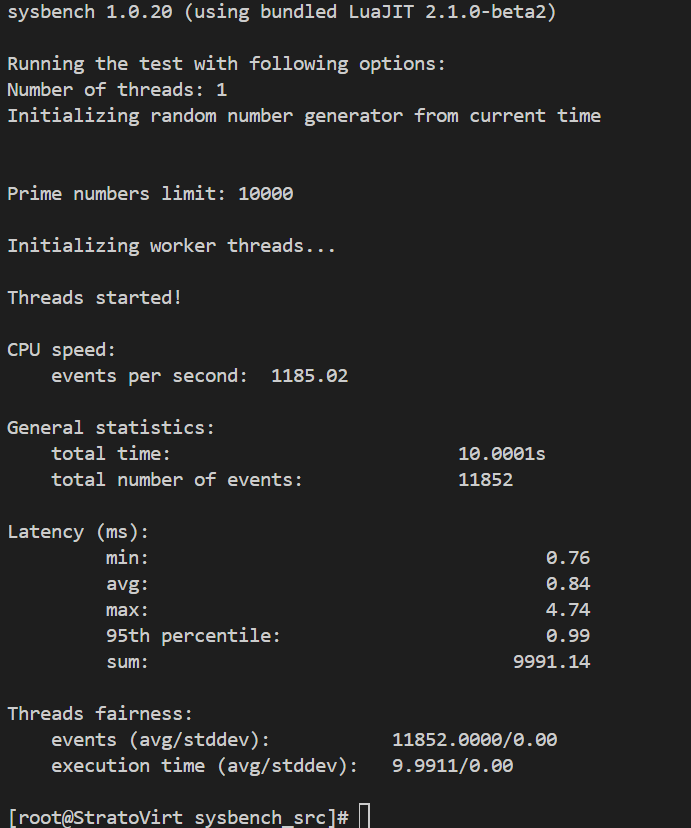 sysbench 1.0.20 (using bundled LuaJIT 2.1.0-beta2)
Running the test with following options:
Number of threads: 1
Initializing random number generator from current time
Prime numbers limit: 10000
Initializing worker threads...
Threads started!
CPU speed:
    events per second:  1185.02
General statistics:
    total time:                          10.0001s
    total number of events:              11852
Latency (ms):
         min:                                    0.76
         avg:                                    0.84
         max:                                    4.74
         95th percentile:                        0.99
         sum:                                 9991.14
Threads fairness:
    events (avg/stddev):           11852.0000/0.00
    execution time (avg/stddev):   9.9911/0.00
[root@StratoVirt sysbench_src]#